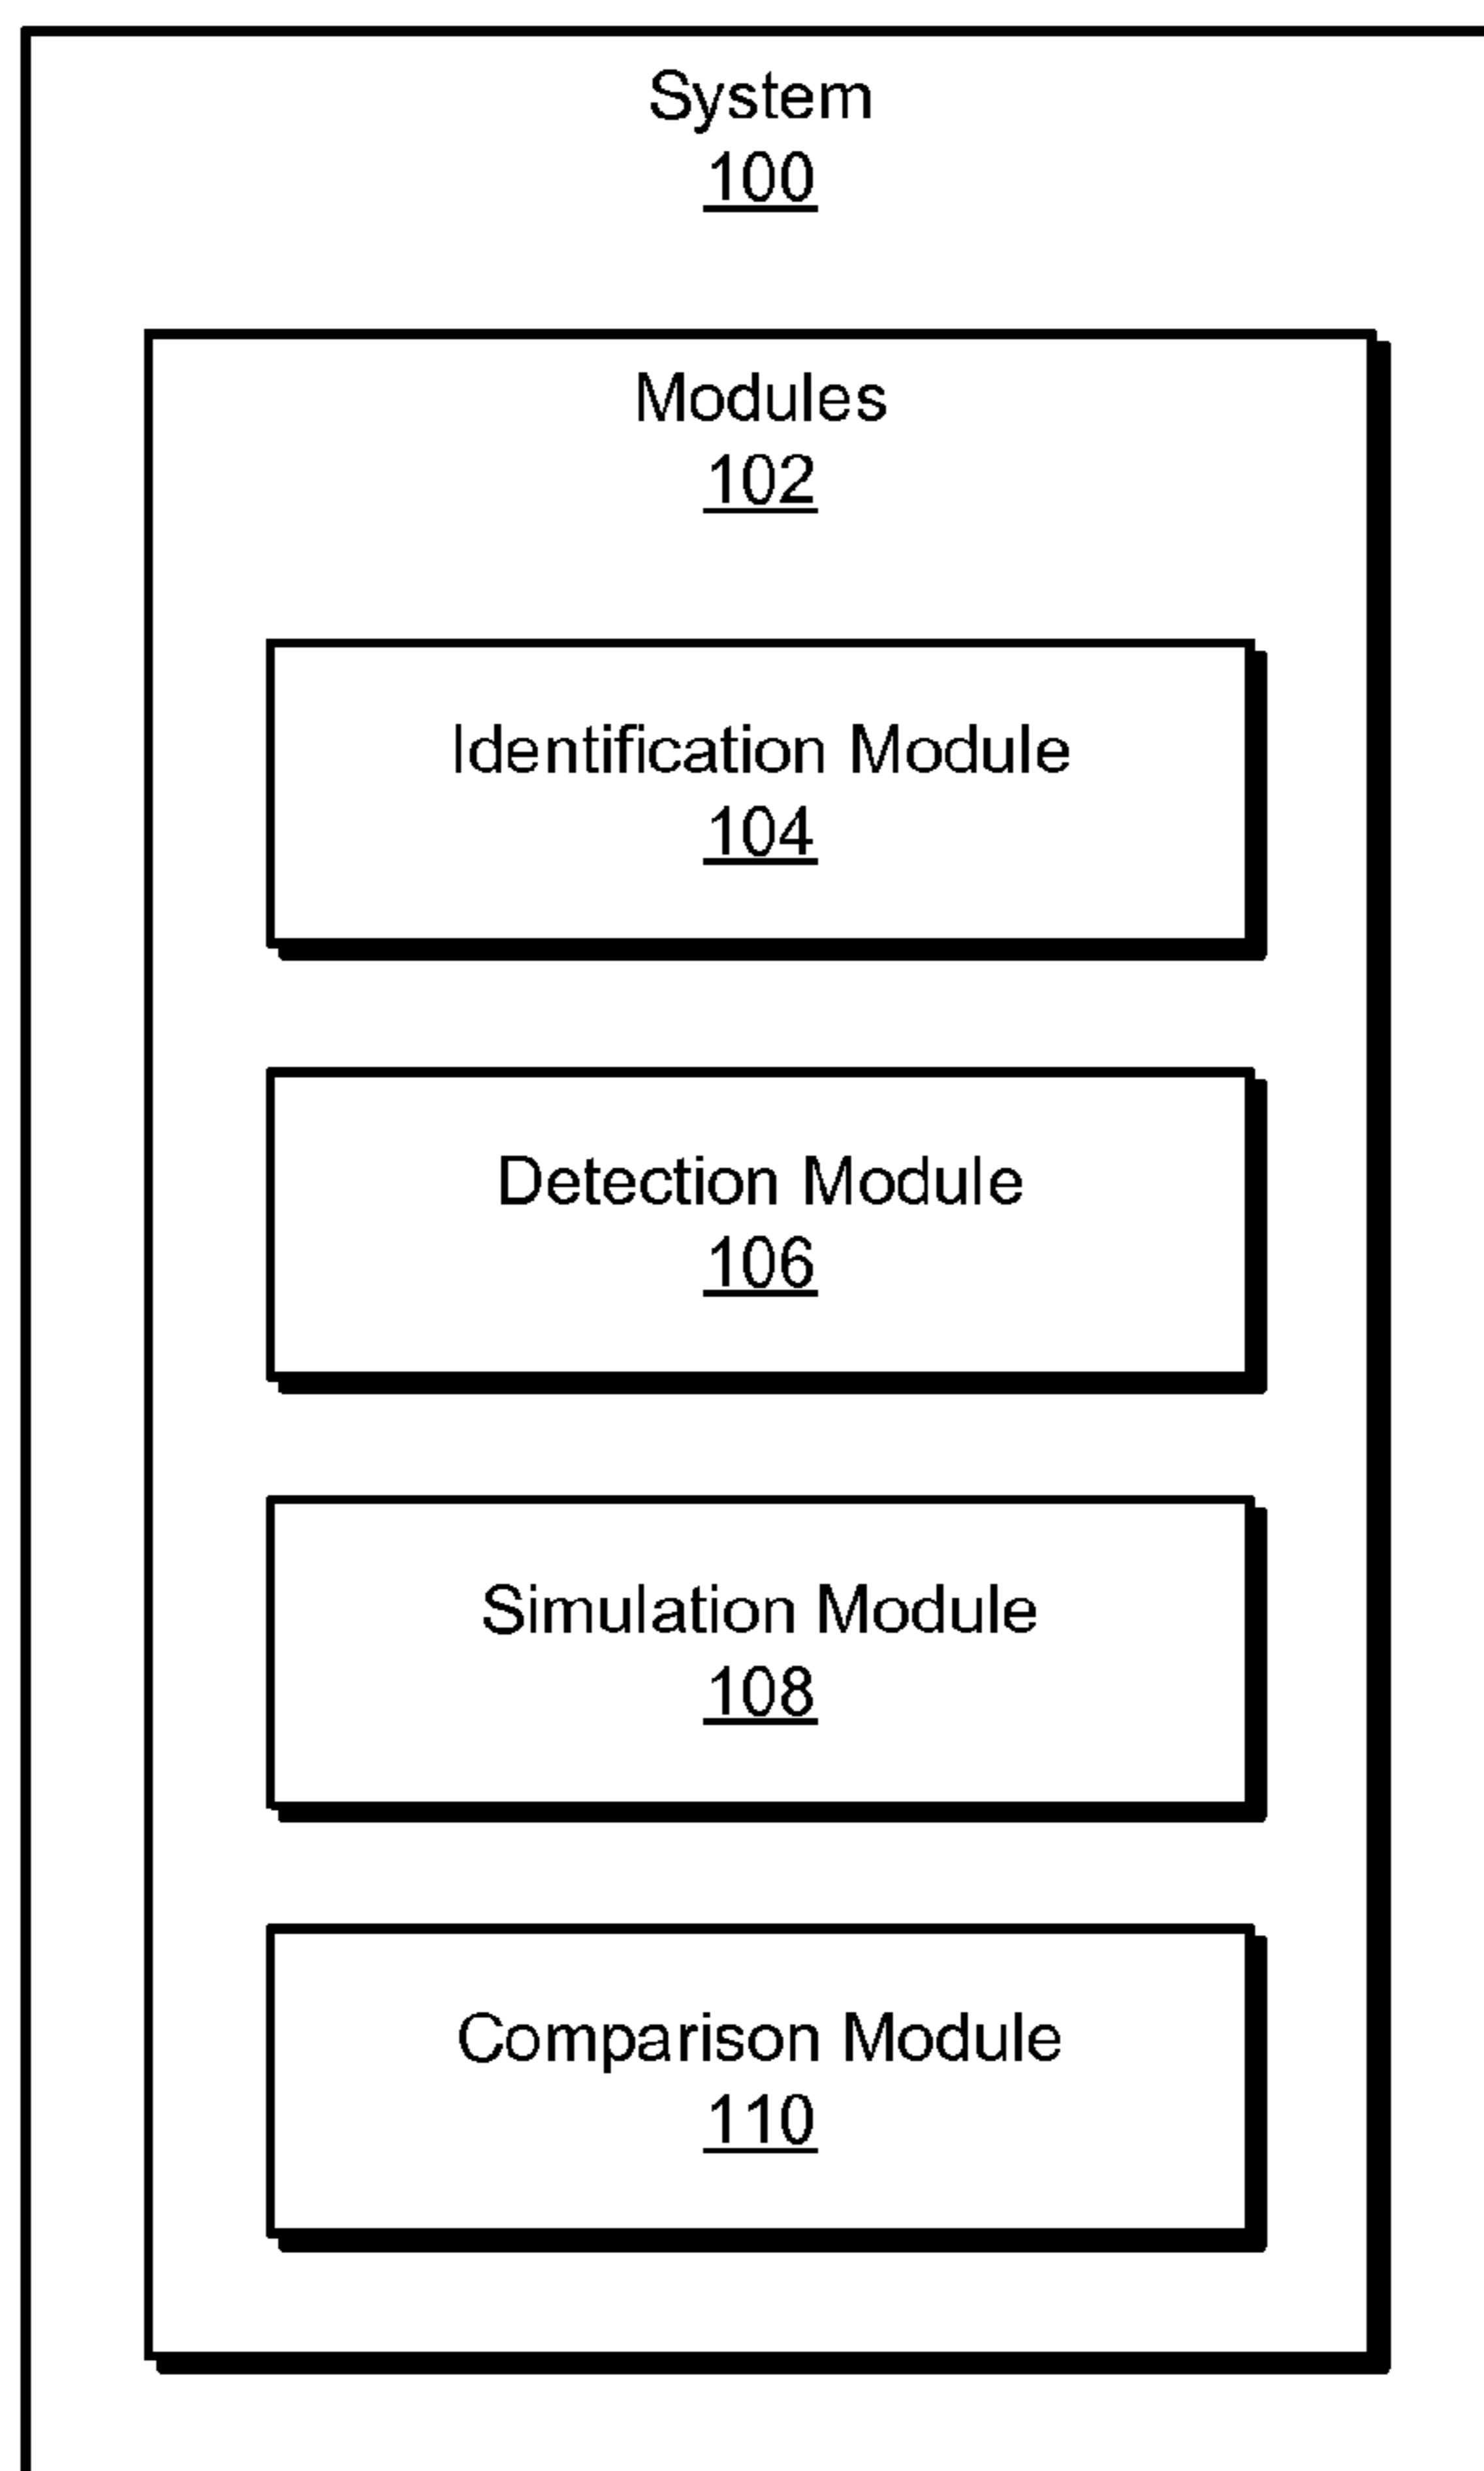 System
100
Modules
102
Identification Module
104
Detection Module
106
Simulation Module
108
Comparison Module
110